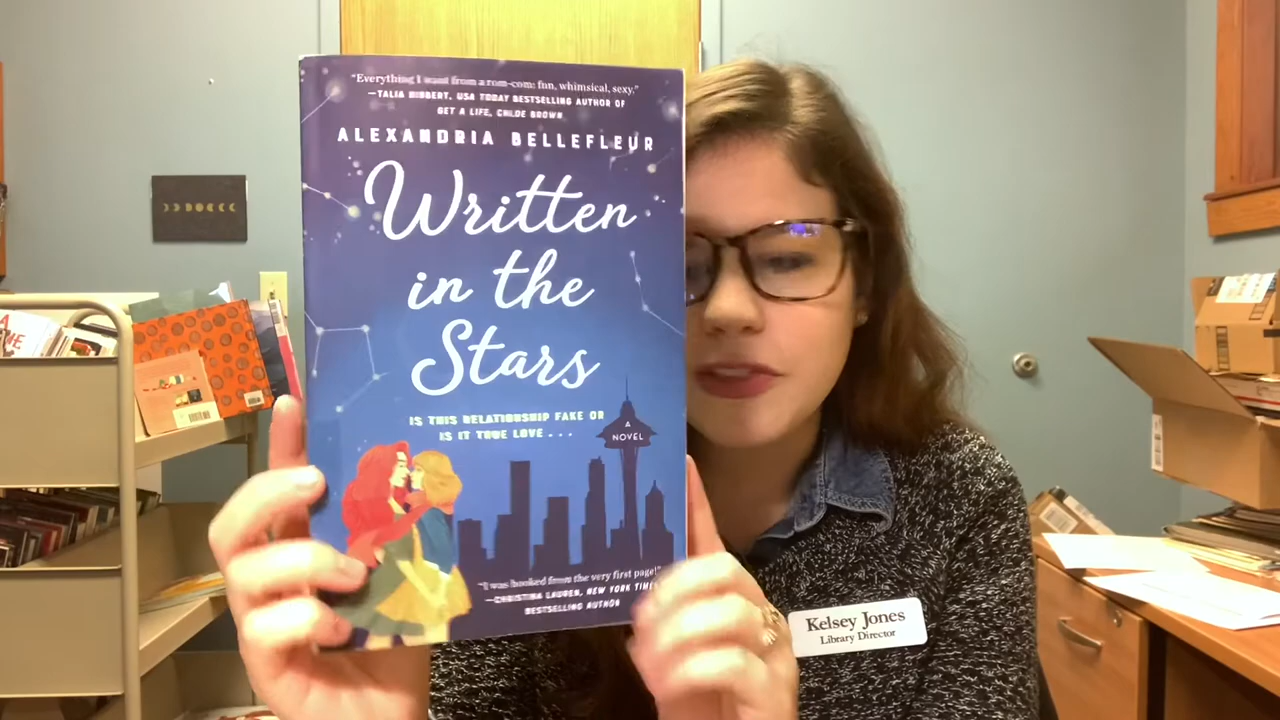 "Everything I want from a rom-com: fun, whimsical, sexy."
—TALIA HIBBERT, USA TODAY BESTSELLING AUTHOR OF
GET A LIFE, CHLOE BROWN
ALEXANDRIA BELLEFLEUR
Written
in the
Stars
IS THIS RELATIONSHIP FAKE OR
IS IT TRUE LOVE...
A
NOVEL
"I was hooked from the very first page!"
—CHRISTINA LAUREN, NEW YORK TIMES
BESTSELLING AUTHOR
Kelsey Jones
Library Director